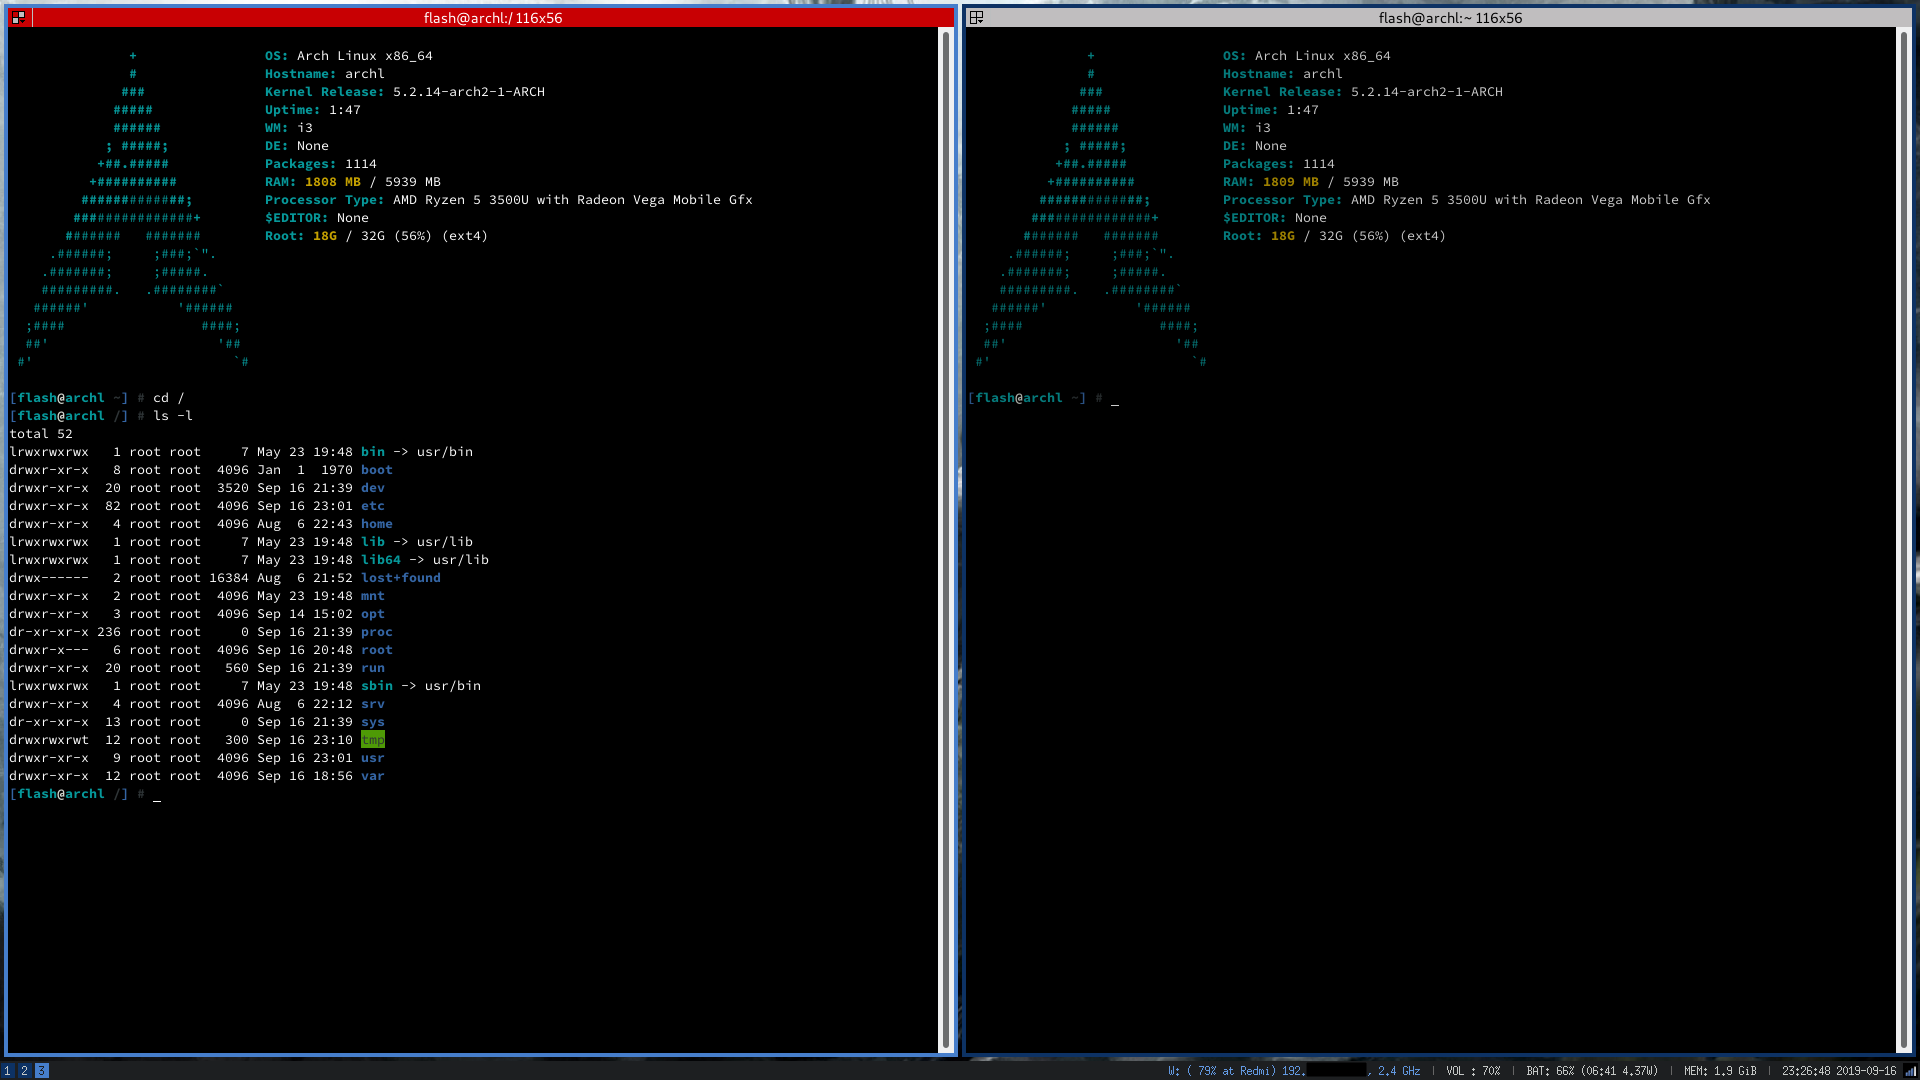 flash@archl:/ 116x56
                +
                #
               ###
              #####
              ######
             ; #####;
            +##.#####
           +##########
          #############;
         ###############+
        #######   #######
      .######;     ;###;`".
     .#######;     ;#####.
     #########.   .########`
    ######'           '######
   ;####                 ####;
   ##'                     '##
  #'                         `#
OS: Arch Linux x86_64
Hostname: archl
Kernel Release: 5.2.14-arch2-1-ARCH
Uptime: 1:47
WM: i3
DE: None
Packages: 1114
RAM: 1808 MB / 5939 MB
Processor Type: AMD Ryzen 5 3500U with Radeon Vega Mobile Gfx
$EDITOR: None
Root: 18G / 32G (56%) (ext4)
[flash@archl ~] # cd /
[flash@archl /] # ls -l
total 52
lrwxrwxrwx   1 root root     7 May 23 19:48 bin -> usr/bin
drwxr-xr-x   8 root root  4096 Jan  1  1970 boot
drwxr-xr-x  20 root root  3520 Sep 16 21:39 dev
drwxr-xr-x  82 root root  4096 Sep 16 23:01 etc
drwxr-xr-x   4 root root  4096 Aug  6 22:43 home
lrwxrwxrwx   1 root root     7 May 23 19:48 lib -> usr/lib
lrwxrwxrwx   1 root root     7 May 23 19:48 lib64 -> usr/lib
drwx------   2 root root 16384 Aug  6 21:52 lost+found
drwxr-xr-x   2 root root  4096 May 23 19:48 mnt
drwxr-xr-x   3 root root  4096 Sep 14 15:02 opt
dr-xr-xr-x 236 root root     0 Sep 16 21:39 proc
drwxr-x---   6 root root  4096 Sep 16 20:48 root
drwxr-xr-x  20 root root   560 Sep 16 21:39 run
lrwxrwxrwx   1 root root     7 May 23 19:48 sbin -> usr/bin
drwxr-xr-x   4 root root  4096 Aug  6 22:12 srv
dr-xr-xr-x  13 root root     0 Sep 16 21:39 sys
drwxrwxrwt  12 root root   300 Sep 16 23:10 tmp
drwxr-xr-x   9 root root  4096 Sep 16 23:01 usr
drwxr-xr-x  12 root root  4096 Sep 16 18:56 var
[flash@archl /] # _
flash@archl:~ 116x56
                +
                #
               ###
              #####
              ######
             ; #####;
            +##.#####
           +##########
          #############;
         ###############+
        #######   #######
      .######;     ;###;`".
     .#######;     ;#####.
     #########.   .########`
    ######'           '######
   ;####                 ####;
   ##'                     '##
  #'                         `#
OS: Arch Linux x86_64
Hostname: archl
Kernel Release: 5.2.14-arch2-1-ARCH
Uptime: 1:47
WM: i3
DE: None
Packages: 1114
RAM: 1809 MB / 5939 MB
Processor Type: AMD Ryzen 5 3500U with Radeon Vega Mobile Gfx
$EDITOR: None
Root: 18G / 32G (56%) (ext4)
[flash@archl ~] # _
1 2 3
W: ( 79% at Redmi) 192. , 2.4 GHz | VOL : 70% | BAT: 66% (06:41 4.37W) | MEM: 1.9 GiB | 23:26:48 2019-09-16